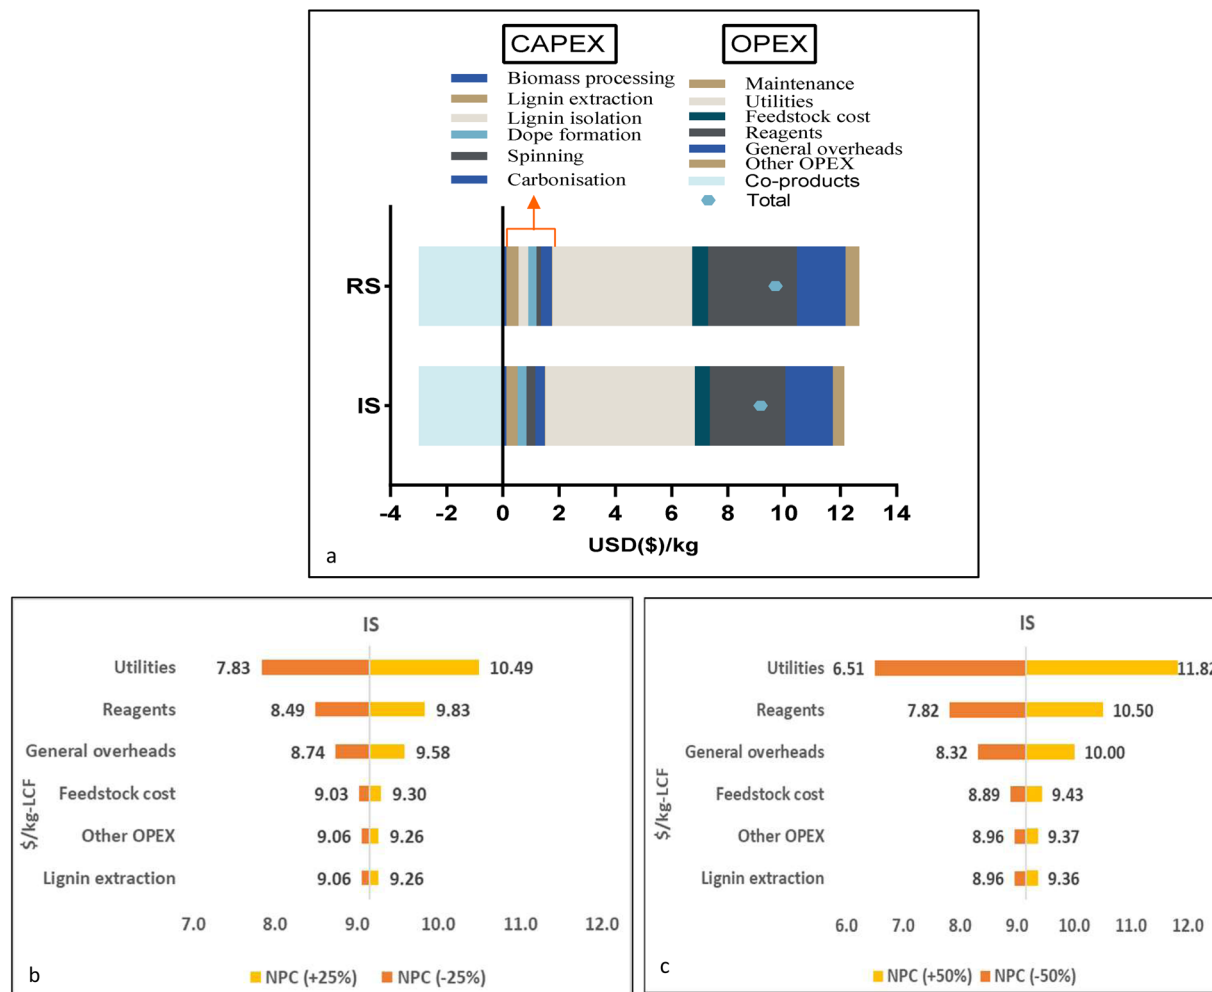 CAPEX
OPEX
Biomass processing
Lignin extraction
Lignin isolation
Dope formation
Spinning
Carbonisation
Maintenance
Utilities
Feedstock cost
Reagents
General overheads
Other OPEX
Co-products
Total
RS
IS
-4 -2 0 2 4 6 8 10 12 14
USD($)/kg
a
IS
Utilities 7.83 10.49
Reagents 8.49 9.83
General overheads 8.74 9.58
Feedstock cost 9.03 9.30
Other OPEX 9.06 9.26
Lignin extraction 9.06 9.26
$/kg-LCF
7.0 8.0 9.0 10.0 11.0 12.0
NPC (+25%) NPC (-25%)
b
IS
Utilities 6.51 11.82
Reagents 7.82 10.50
General overheads 8.32 10.00
Feedstock cost 8.89 9.43
Other OPEX 8.96 9.37
Lignin extraction 8.96 9.36
$/kg-LCF
6.0 7.0 8.0 9.0 10.0 11.0 12.0
NPC (+50%) NPC (-50%)
c